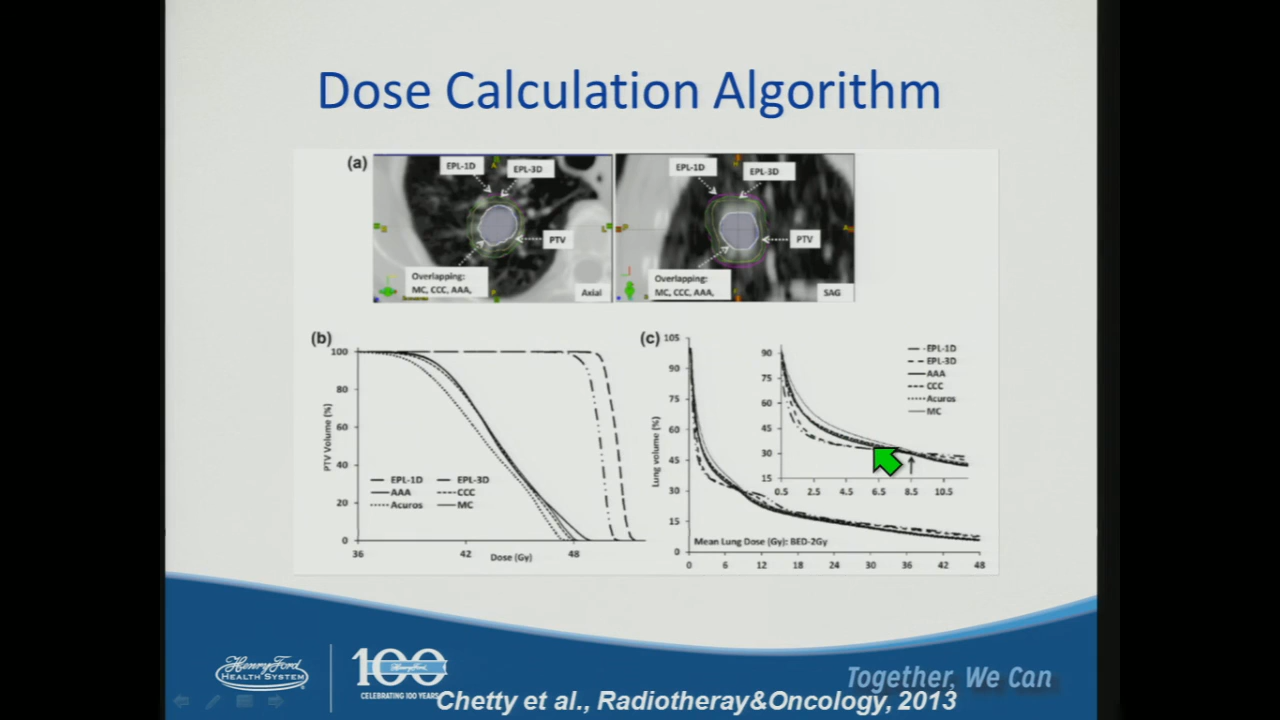 Dose Calculation Algorithm
(a)
EPL-1D
EPL-3D
PTV
Overlapping:
MC, CCC, AAA,
Axial
EPL-1D
EPL-3D
PTV
Overlapping:
MC, CCC, AAA,
SAG
(b)
100
80
60
40
20
0
PTV Volume (%)
EPL-1D EPL-3D
AAA CCC
Acuros MC
36 42 48
Dose (Gy)
(c)
105
90
75
60
45
30
15
0
Lung volume (%)
90
75
60
45
30
15
0.5 2.5 4.5 6.5 8.5 10.5
EPL-1D
EPL-3D
AAA
CCC
Acuros
MC
Mean Lung Dose (Gy): BED-2Gy
0 6 12 18 24 30 36 42 48
Henry Ford
HEALTH SYSTEM
100
Henry Ford
CELEBRATING 100 YEARS
Together, We Can
Chetty et al., Radiotheray&Oncology, 2013